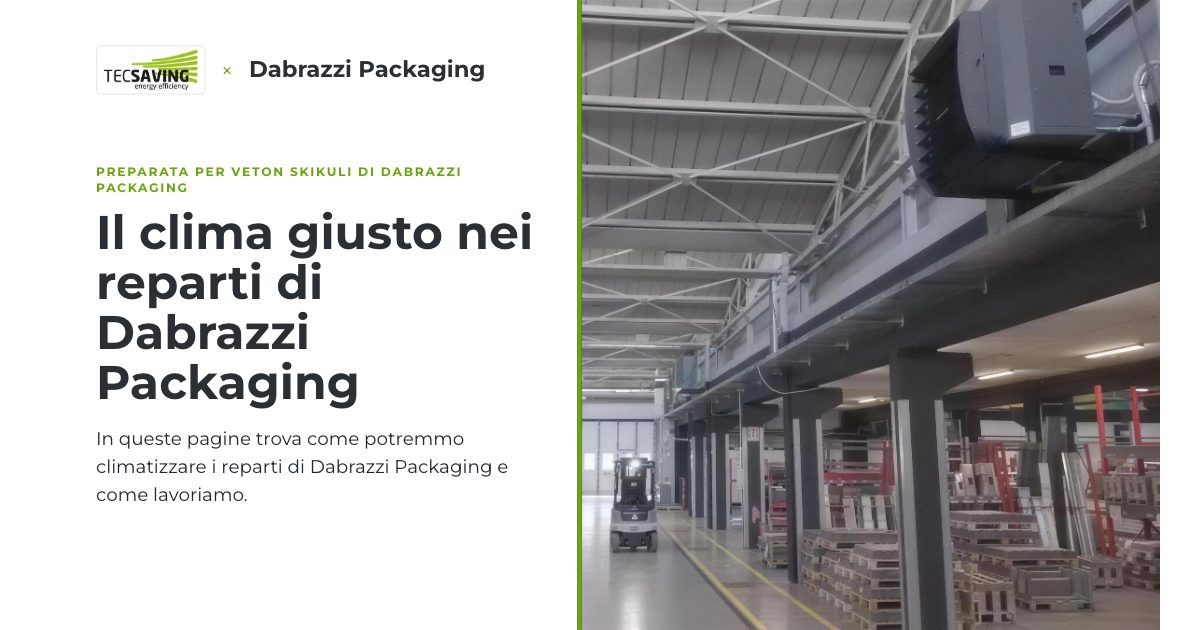 TECSAVING
energy efficiency
× Dabrazzi Packaging
PREPARATA PER VETON SKIKULI DI DABRAZZI
PACKAGING
Il clima giusto nei
reparti di
Dabrazzi
Packaging
In queste pagine trova come potremmo
climatizzare i reparti di Dabrazzi Packaging e
come lavoriamo.